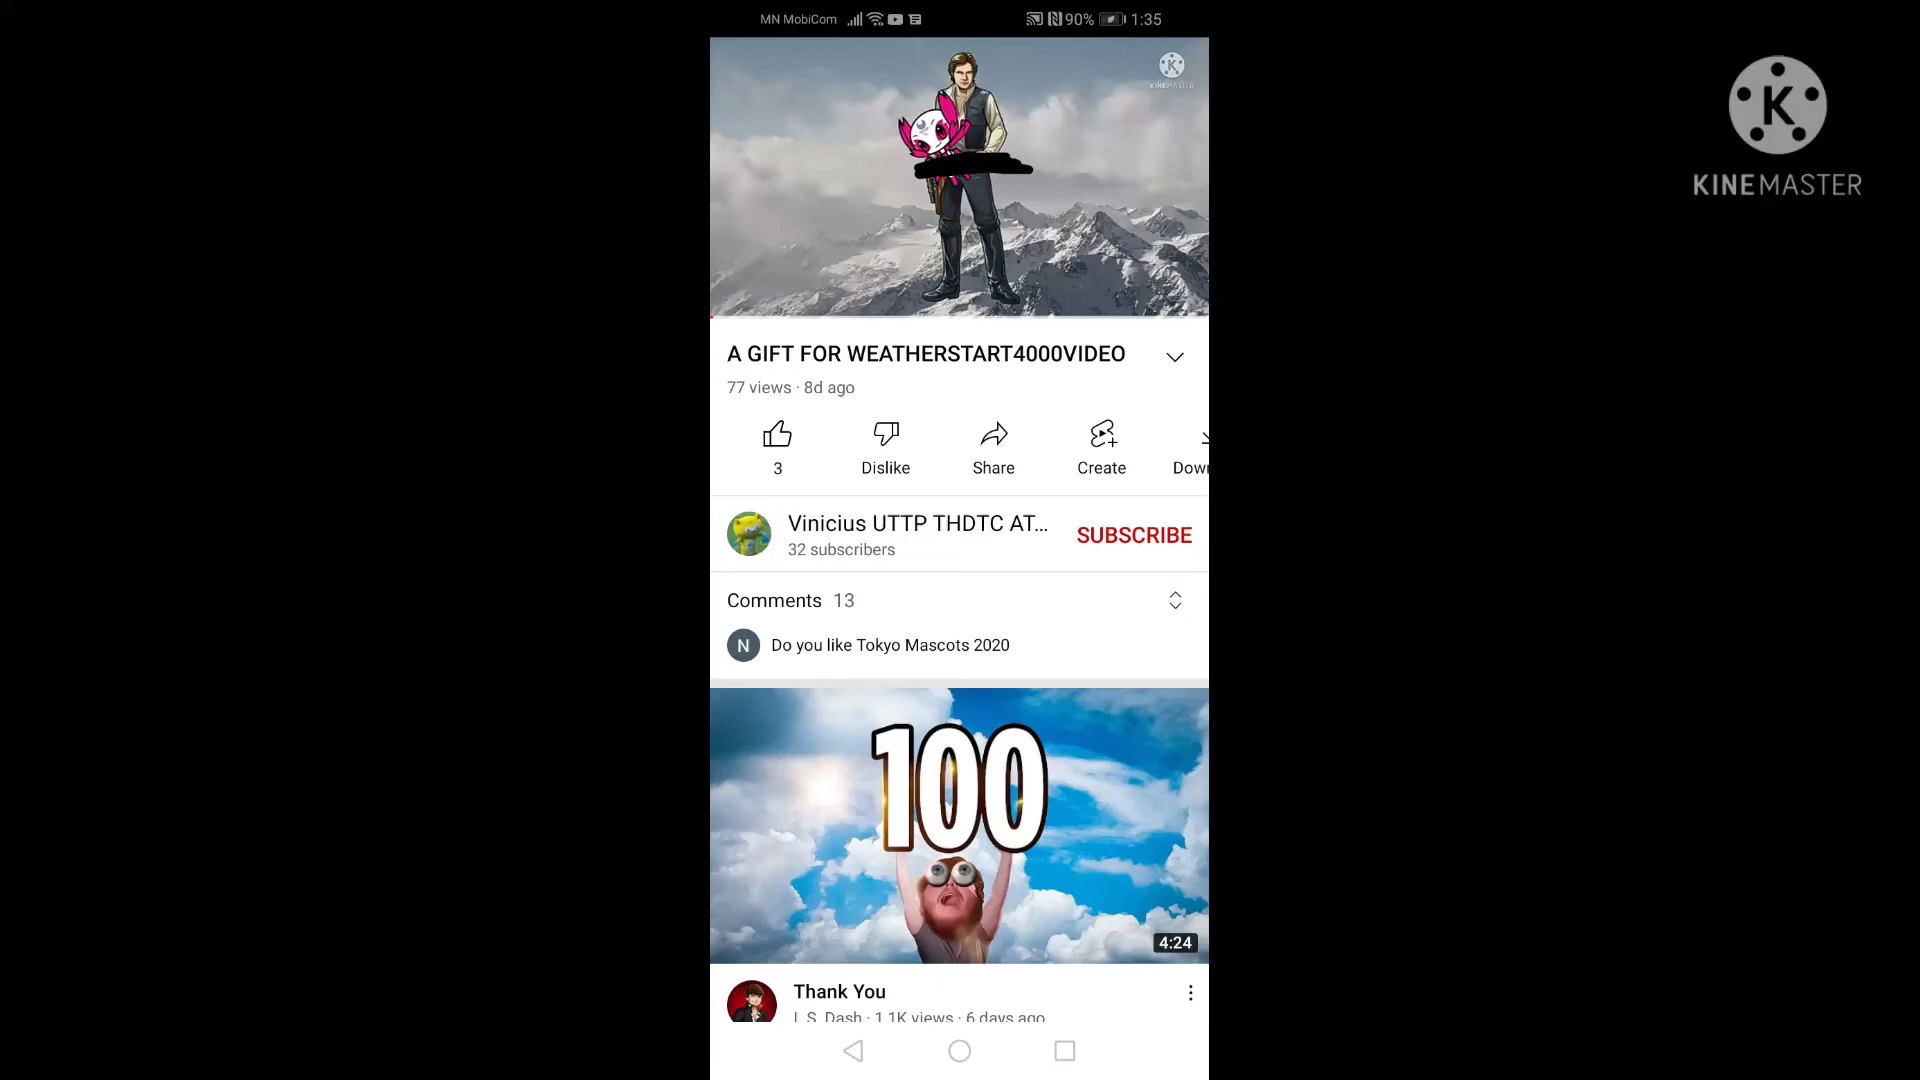 MN MobiCom
90%
1:35
K
KINEMASTER
K
KINEMASTER
A GIFT FOR WEATHERSTART4000VIDEO
77 views · 8d ago
3
Dislike
Share
Create
Dow
Vinicius UTTP THDTC AT...
32 subscribers
SUBSCRIBE
Comments 13
N
Do you like Tokyo Mascots 2020
100
4:24
Thank You
L.S. Dash · 1.1K views · 6 days ago